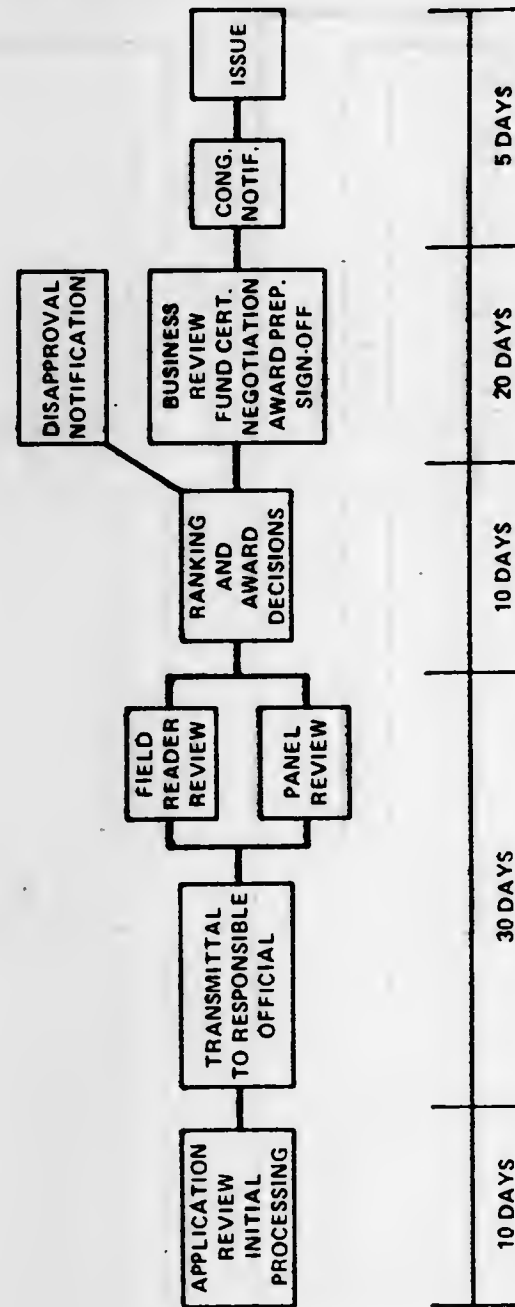 APPLICATION
REVIEW
INITIAL
PROCESSING
TRANSMITTAL
TO RESPONSIBLE
OFFICIAL
FIELD
READER
REVIEW
PANEL
REVIEW
RANKING
AND
AWARD
DECISIONS
DISAPPROVAL
NOTIFICATION
BUSINESS
REVIEW
FUND CERT.
NEGOTIATION
AWARD PREP.
SIGN-OFF
CONG.
NOTIF.
ISSUE
10 DAYS
30 DAYS
10 DAYS
20 DAYS
5 DAYS